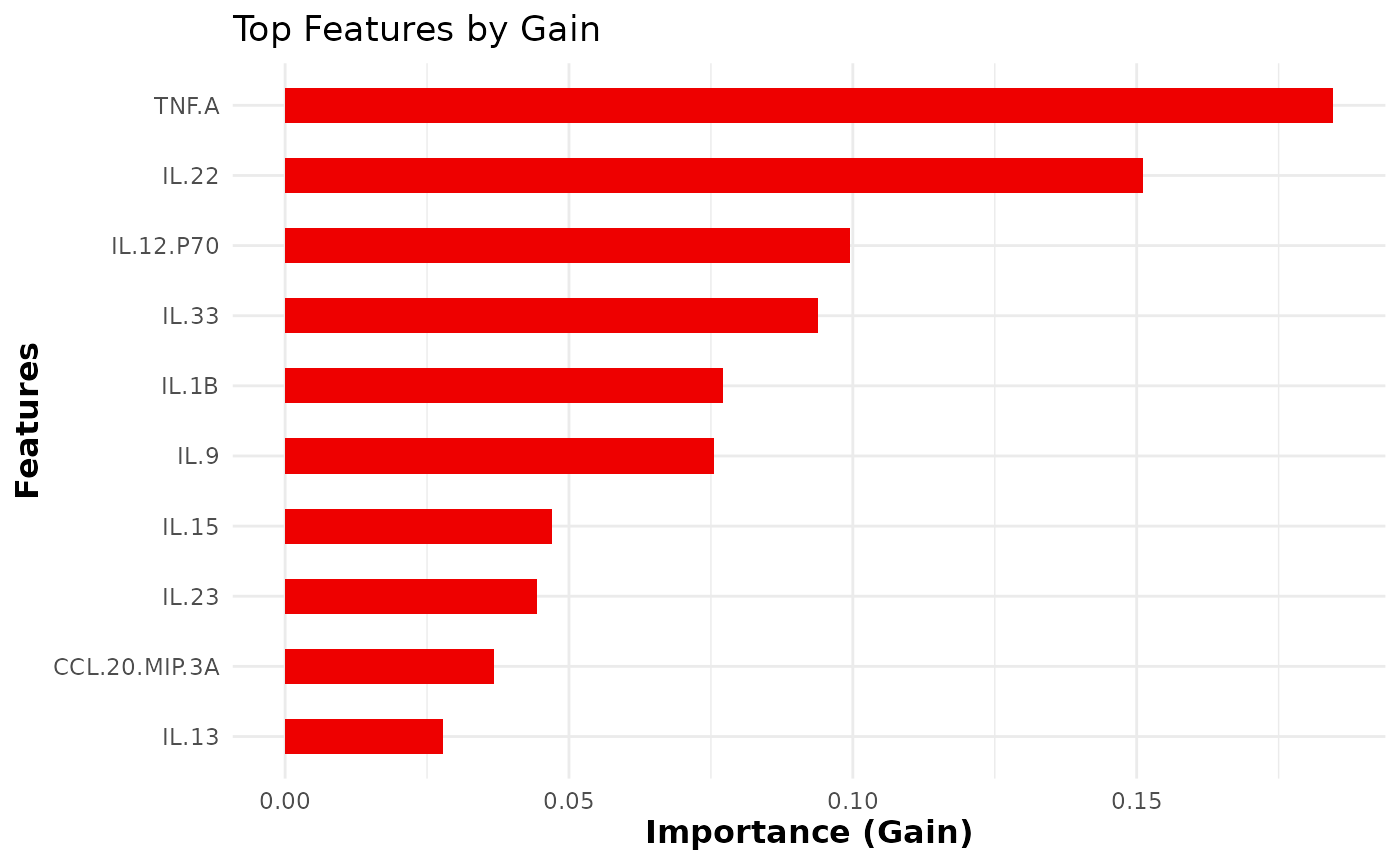 Top Features by Gain
Features
TNF.A
IL.22
IL.12.P70
IL.33
IL.1B
IL.9
IL.15
IL.23
CCL.20.MIP.3A
IL.13
0.00 0.05 0.10 0.15
Importance (Gain)